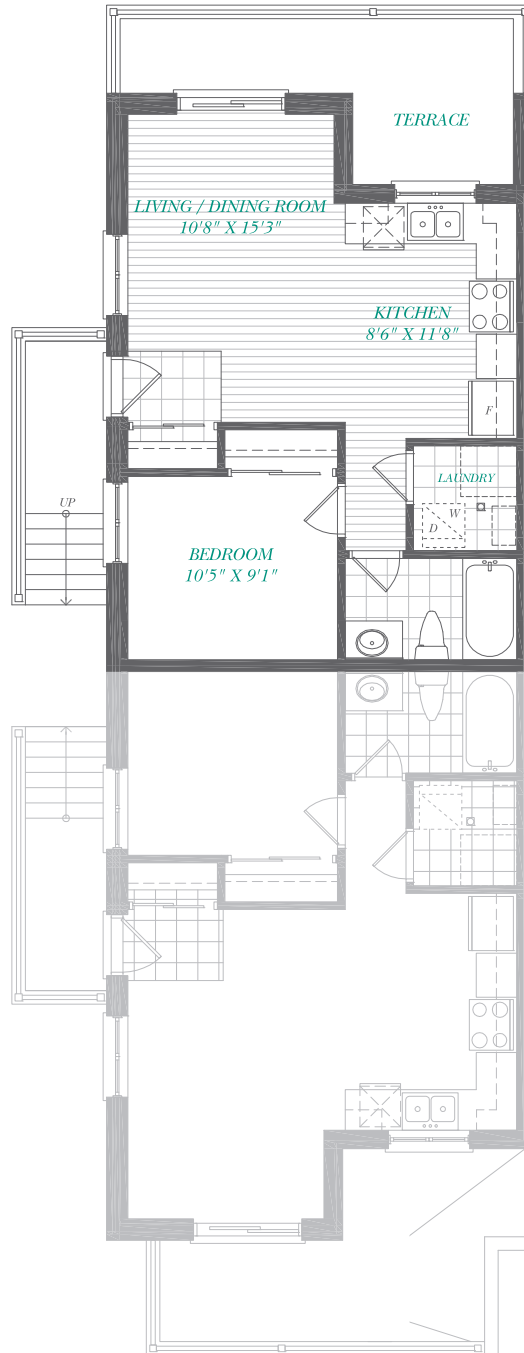 TERRACE
LIVING / DINING ROOM
10'8" X 15'3"
KITCHEN
8'6" X 11'8"
F
LAUNDRY
UP
W
D
BEDROOM
10'5" X 9'1"